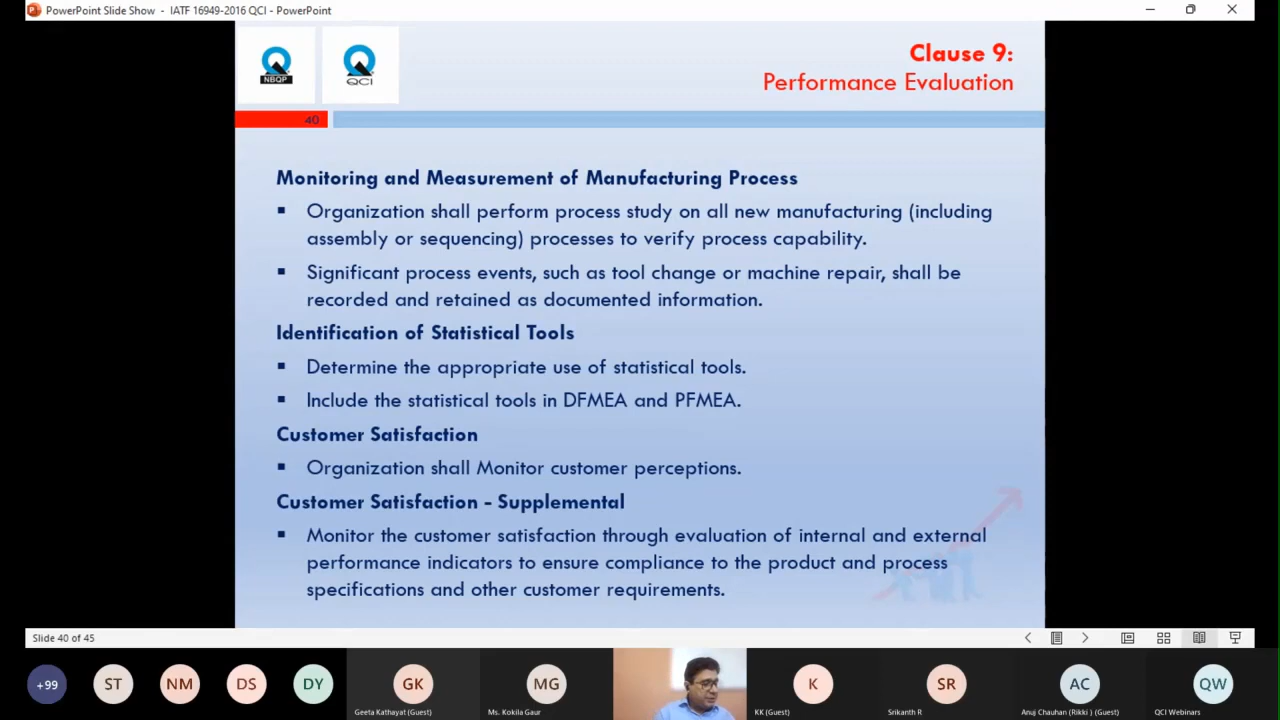 PowerPoint Slide Show - IATF 16949-2016 QCI - PowerPoint
NBQP
QCI
Clause 9:
Performance Evaluation
40
Monitoring and Measurement of Manufacturing Process
▪ Organization shall perform process study on all new manufacturing (including
assembly or sequencing) processes to verify process capability.
▪ Significant process events, such as tool change or machine repair, shall be
recorded and retained as documented information.
Identification of Statistical Tools
▪ Determine the appropriate use of statistical tools.
▪ Include the statistical tools in DFMEA and PFMEA.
Customer Satisfaction
▪ Organization shall Monitor customer perceptions.
Customer Satisfaction - Supplemental
▪ Monitor the customer satisfaction through evaluation of internal and external
performance indicators to ensure compliance to the product and process
specifications and other customer requirements.
Slide 40 of 45
+99 ST NM DS DY GK MG K SR AC QW
Geeta Kathayat (Guest) Ms. Kokila Gaur KK (Guest) Srikanth R Anuj Chauhan (Rikki ) (Guest) QCI Webinars